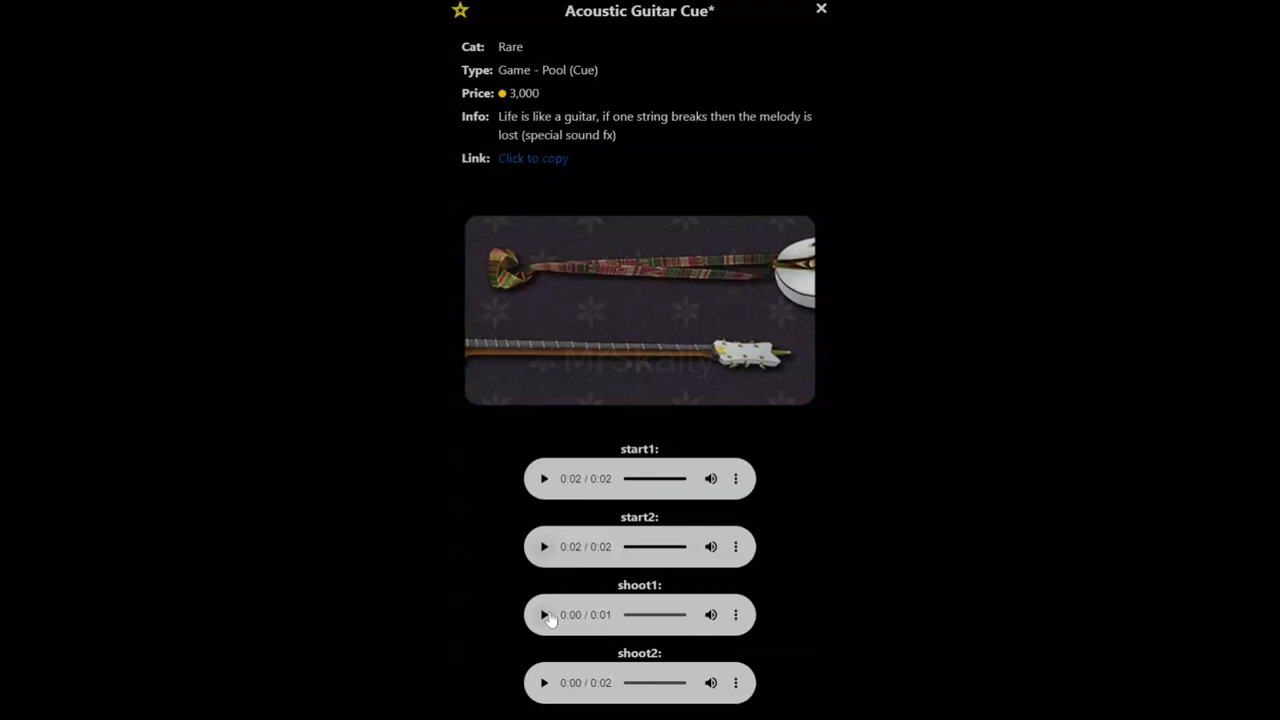 Acoustic Guitar Cue*
Cat: Rare
Type: Game - Pool (Cue)
Price: 3,000
Info: Life is like a guitar, if one string breaks then the melody is
lost (special sound fx)
Link: Click to copy
MrSkally
start1:
0:02 / 0:02
start2:
0:02 / 0:02
shoot1:
0:00 / 0:01
shoot2:
0:00 / 0:02